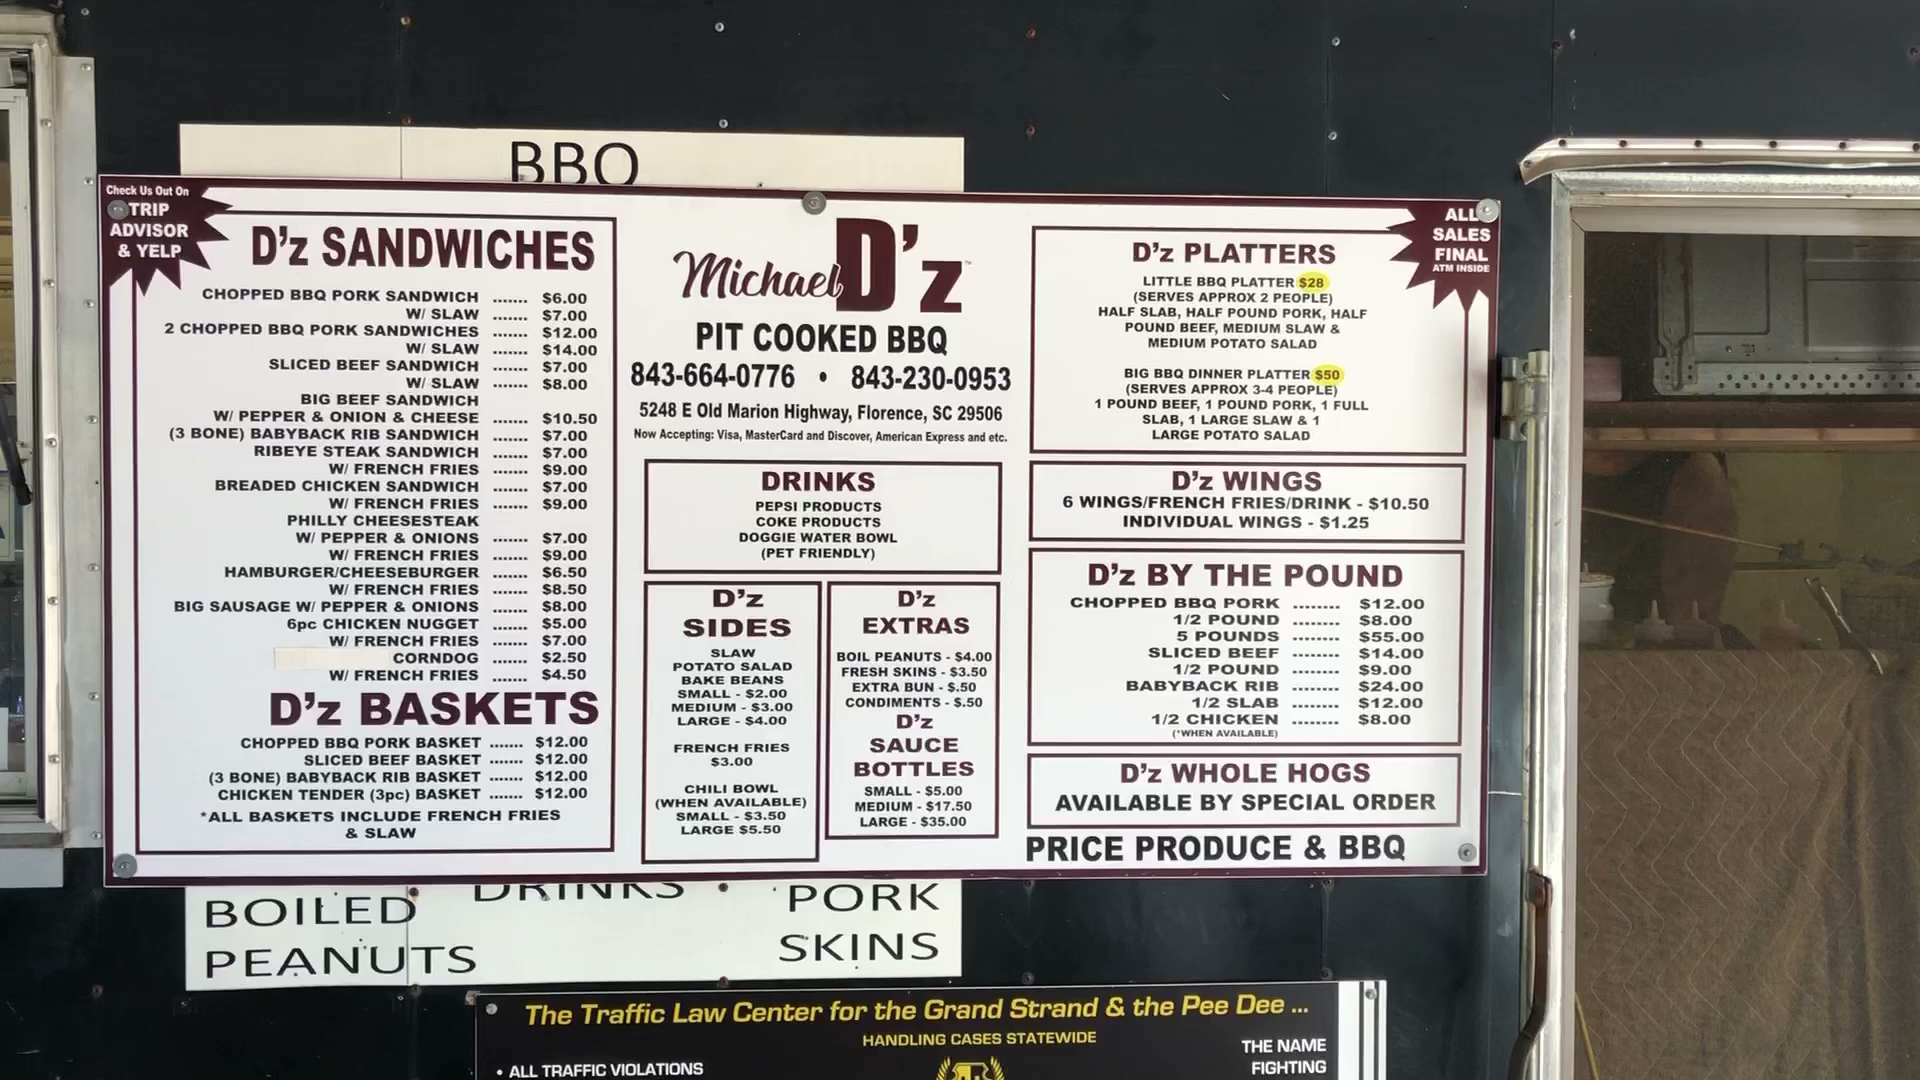 BBQ
Check Us Out On
TRIP
ADVISOR
& YELP
D'z SANDWICHES
CHOPPED BBQ PORK SANDWICH ....... $6.00
W/ SLAW ....... $7.00
2 CHOPPED BBQ PORK SANDWICHES ....... $12.00
W/ SLAW ....... $14.00
SLICED BEEF SANDWICH ....... $7.00
W/ SLAW ....... $8.00
BIG BEEF SANDWICH
W/ PEPPER & ONION & CHEESE ....... $10.50
(3 BONE) BABYBACK RIB SANDWICH ....... $7.00
RIBEYE STEAK SANDWICH ....... $7.00
W/ FRENCH FRIES ....... $9.00
BREADED CHICKEN SANDWICH ....... $7.00
W/ FRENCH FRIES ....... $9.00
PHILLY CHEESESTEAK
W/ PEPPER & ONIONS ....... $7.00
W/ FRENCH FRIES ....... $9.00
HAMBURGER/CHEESEBURGER ....... $6.50
W/ FRENCH FRIES ....... $8.50
BIG SAUSAGE W/ PEPPER & ONIONS ....... $8.00
6pc CHICKEN NUGGET ....... $5.00
W/ FRENCH FRIES ....... $7.00
CORNDOG ....... $2.50
W/ FRENCH FRIES ....... $4.50
D'z BASKETS
CHOPPED BBQ PORK BASKET ....... $12.00
SLICED BEEF BASKET ....... $12.00
(3 BONE) BABYBACK RIB BASKET ....... $12.00
CHICKEN TENDER (3pc) BASKET ....... $12.00
*ALL BASKETS INCLUDE FRENCH FRIES
& SLAW
Michael D'z ™
PIT COOKED BBQ
843-664-0776 • 843-230-0953
5248 E Old Marion Highway, Florence, SC 29506
Now Accepting: Visa, MasterCard and Discover, American Express and etc.
DRINKS
PEPSI PRODUCTS
COKE PRODUCTS
DOGGIE WATER BOWL
(PET FRIENDLY)
D'z
SIDES
SLAW
POTATO SALAD
BAKE BEANS
SMALL - $2.00
MEDIUM - $3.00
LARGE - $4.00
FRENCH FRIES
$3.00
CHILI BOWL
(WHEN AVAILABLE)
SMALL - $3.50
LARGE $5.50
D'z
EXTRAS
BOIL PEANUTS - $4.00
FRESH SKINS - $3.50
EXTRA BUN - $.50
CONDIMENTS - $.50
D'z
SAUCE
BOTTLES
SMALL - $5.00
MEDIUM - $17.50
LARGE - $35.00
ALL
SALES
FINAL
ATM INSIDE
D'z PLATTERS
LITTLE BBQ PLATTER $28
(SERVES APPROX 2 PEOPLE)
HALF SLAB, HALF POUND PORK, HALF
POUND BEEF, MEDIUM SLAW &
MEDIUM POTATO SALAD
BIG BBQ DINNER PLATTER $50
(SERVES APPROX 3-4 PEOPLE)
1 POUND BEEF, 1 POUND PORK, 1 FULL
SLAB, 1 LARGE SLAW & 1
LARGE POTATO SALAD
D'z WINGS
6 WINGS/FRENCH FRIES/DRINK - $10.50
INDIVIDUAL WINGS - $1.25
D'z BY THE POUND
CHOPPED BBQ PORK ........ $12.00
1/2 POUND ........ $8.00
5 POUNDS ........ $55.00
SLICED BEEF ........ $14.00
1/2 POUND ........ $9.00
BABYBACK RIB ........ $24.00
1/2 SLAB ........ $12.00
1/2 CHICKEN ........ $8.00
(*WHEN AVAILABLE)
D'z WHOLE HOGS
AVAILABLE BY SPECIAL ORDER
PRICE PRODUCE & BBQ
BOILED
PEANUTS
DRINKS
PORK
SKINS
The Traffic Law Center for the Grand Strand & the Pee Dee ...
HANDLING CASES STATEWIDE
• ALL TRAFFIC VIOLATIONS
THE NAME
FIGHTING